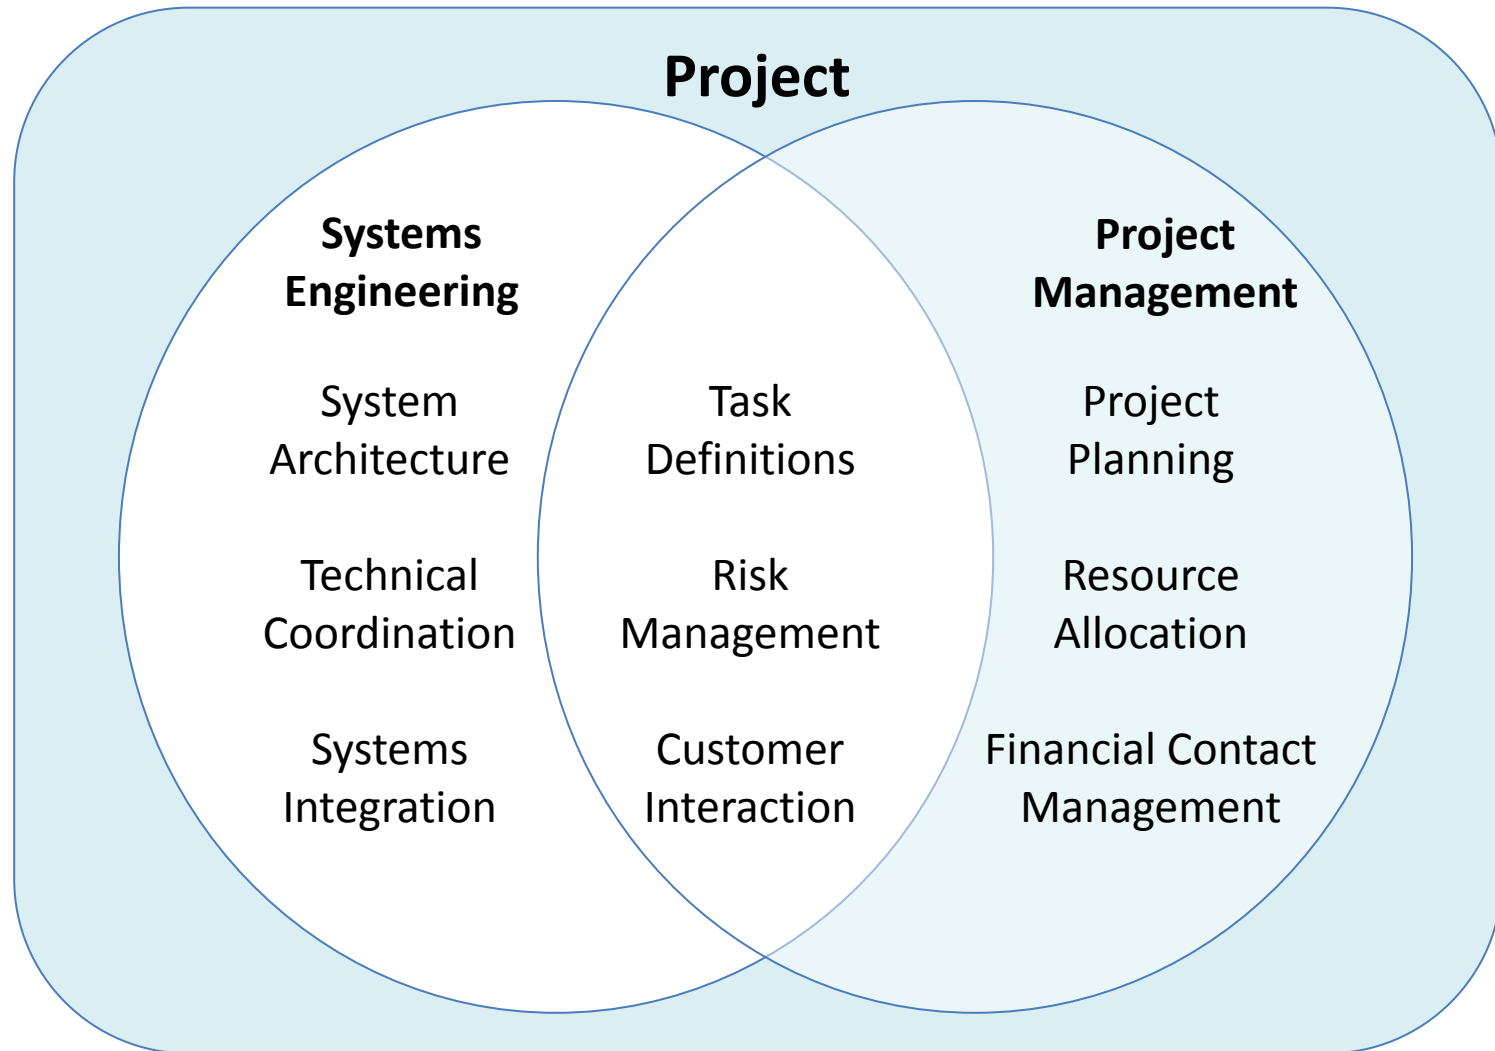 Project
Systems
Engineering
System
Architecture
Technical
Coordination
Systems
Integration
Task
Definitions
Risk
Management
Customer
Interaction
Project
Management
Project
Planning
Resource
Allocation
Financial Contact
Management